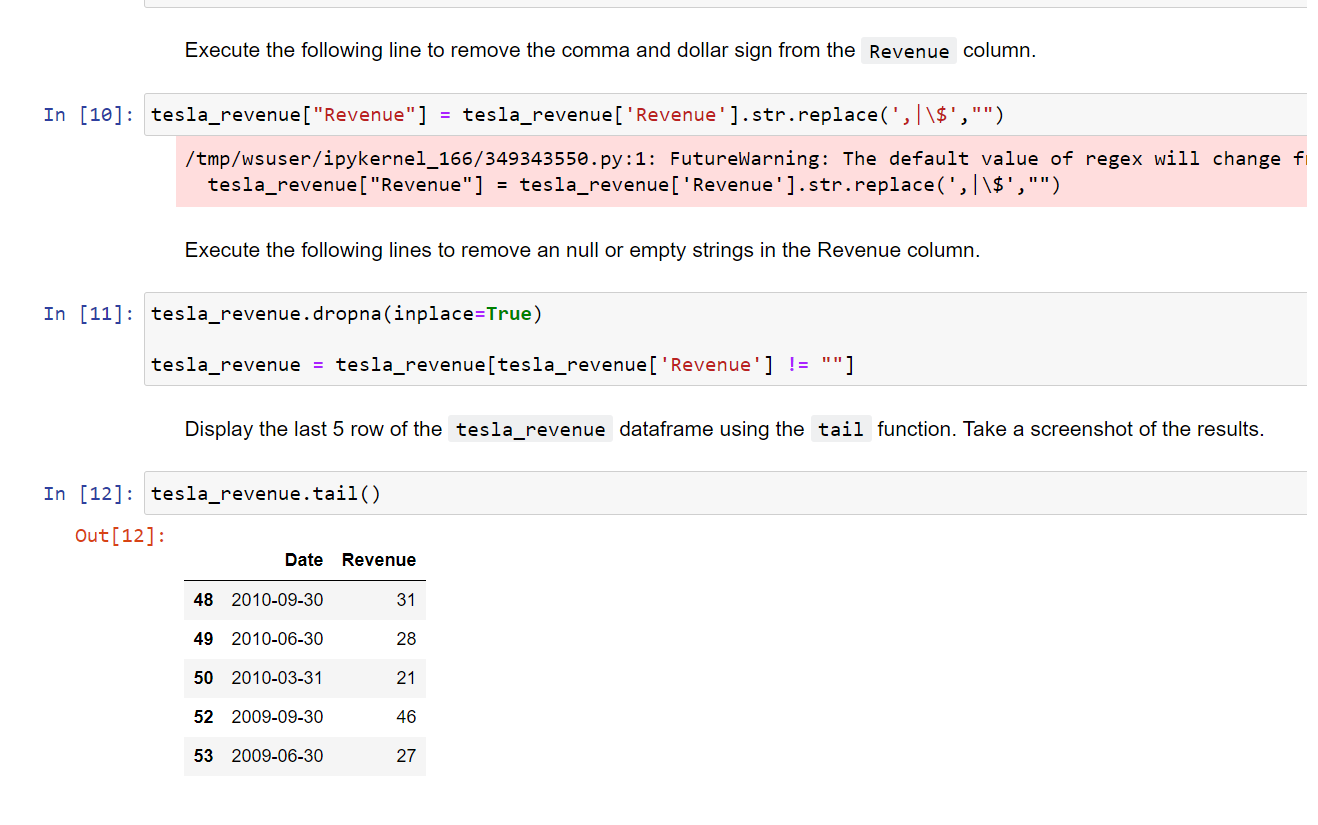 Execute the following line to remove the comma and dollar sign from the Revenue column.
In [10]: tesla_revenue["Revenue"] = tesla_revenue['Revenue'].str.replace(',|\$',"")
/tmp/wsuser/ipykernel_166/349343550.py:1: FutureWarning: The default value of regex will change
tesla_revenue["Revenue"] = tesla_revenue['Revenue'].str.replace(',|\$',"")
Execute the following lines to remove an null or empty strings in the Revenue column.
In [11]: tesla_revenue.dropna(inplace=True)
tesla_revenue = tesla_revenue[tesla_revenue['Revenue'] != ""]
Display the last 5 row of the tesla_revenue dataframe using the tail function. Take a screenshot of the results.
In [12]: tesla_revenue.tail()
Out[12]:
Date Revenue
48 2010-09-30 31
49 2010-06-30 28
50 2010-03-31 21
52 2009-09-30 46
53 2009-06-30 27